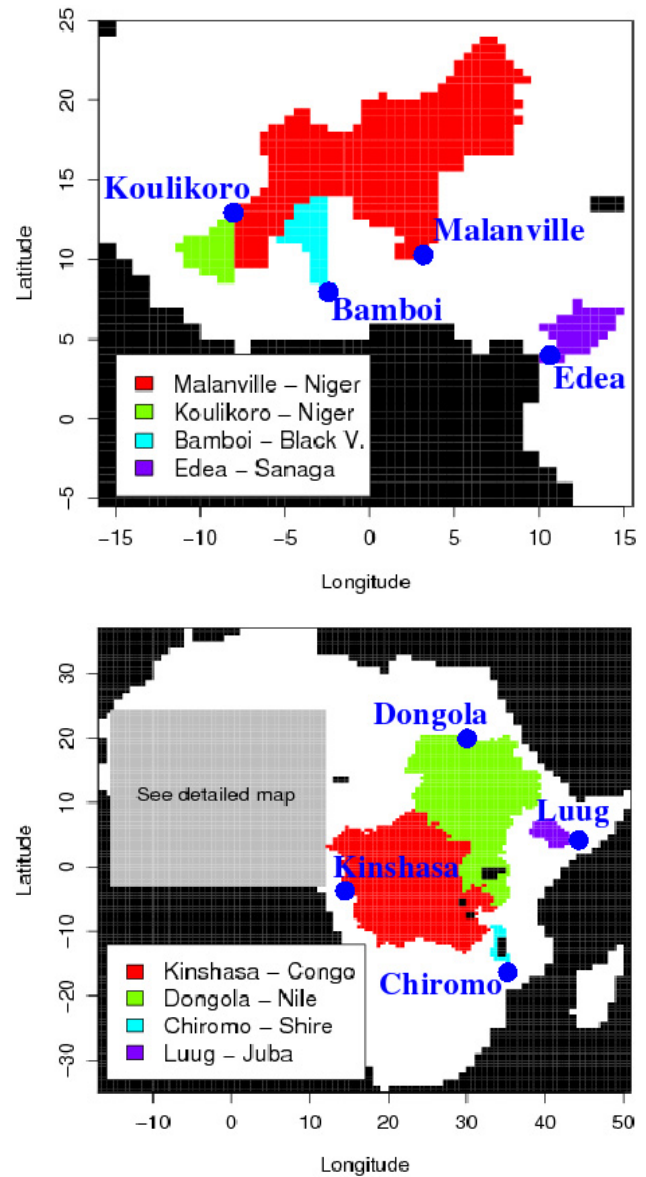 25
20
15
10
5
0
−5
Latitude
Koulikoro
Malanville
Bamboi
Edea
Malanville – Niger
Koulikoro – Niger
Bamboi – Black V.
Edea – Sanaga
−15 −10 −5 0 5 10 15
Longitude
30
20
10
0
−10
−20
−30
Latitude
Dongola
See detailed map
Luug
Kinshasa
Chiromo
Kinshasa – Congo
Dongola – Nile
Chiromo – Shire
Luug – Juba
−10 0 10 20 30 40 50
Longitude